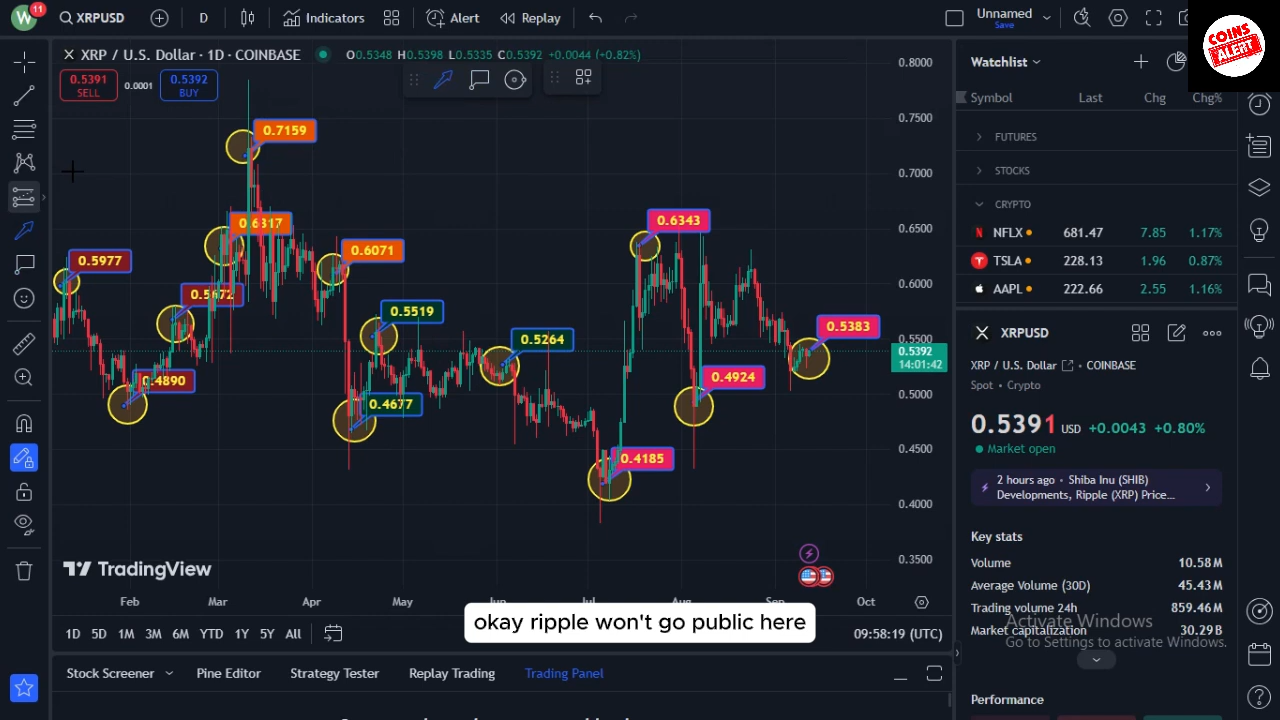 W
11
XRPUSD
D
Indicators
Alert
Replay
Unnamed
Save
COINS
ALERT
XRP / U.S. Dollar · 1D · COINBASE
O0.5348 H0.5398 L0.5335 C0.5392 +0.0044 (+0.82%)
0.5391
SELL
0.0001
0.5392
BUY
0.7159
0.6317
0.6071
0.5977
0.5672
0.4890
0.5519
0.4677
0.5264
0.6343
0.5383
0.4924
0.4185
0.8000
0.7500
0.7000
0.6500
0.6000
0.5500
0.5392
14:01:42
0.5000
0.4500
0.4000
0.3500
TradingView
Feb
Mar
Apr
May
Jun
Jul
Aug
Sep
Oct
okay ripple won't go public here
1D 5D 1M 3M 6M YTD 1Y 5Y All
09:58:19 (UTC)
Stock Screener
Pine Editor
Strategy Tester
Replay Trading
Trading Panel
Watchlist
Symbol Last Chg Chg%
FUTURES
STOCKS
CRYPTO
NFLX 681.47 7.85 1.17%
TSLA 228.13 1.96 0.87%
AAPL 222.66 2.55 1.16%
XRPUSD
XRP / U.S. Dollar · COINBASE
Spot · Crypto
0.5391 USD +0.0043 +0.80%
Market open
2 hours ago · Shiba Inu (SHIB)
Developments, Ripple (XRP) Price...
Key stats
Volume 10.58M
Average Volume (30D) 45.43M
Trading volume 24h 859.46M
Market capitalization 30.29B
Activate Windows
Go to Settings to activate Windows.
Performance